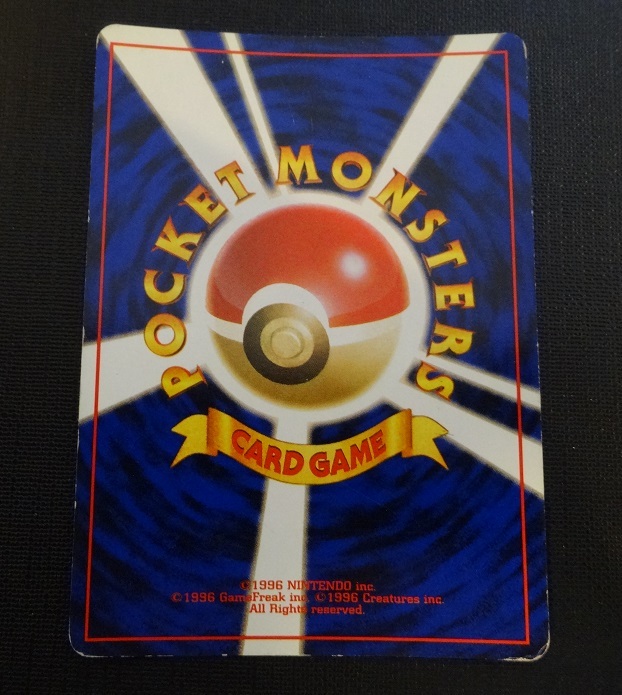 POCKET MONSTERS
CARD GAME
©1996 NINTENDO inc.
©1996 GameFreak inc. ©1996 Creatures inc.
All Rights reserved.